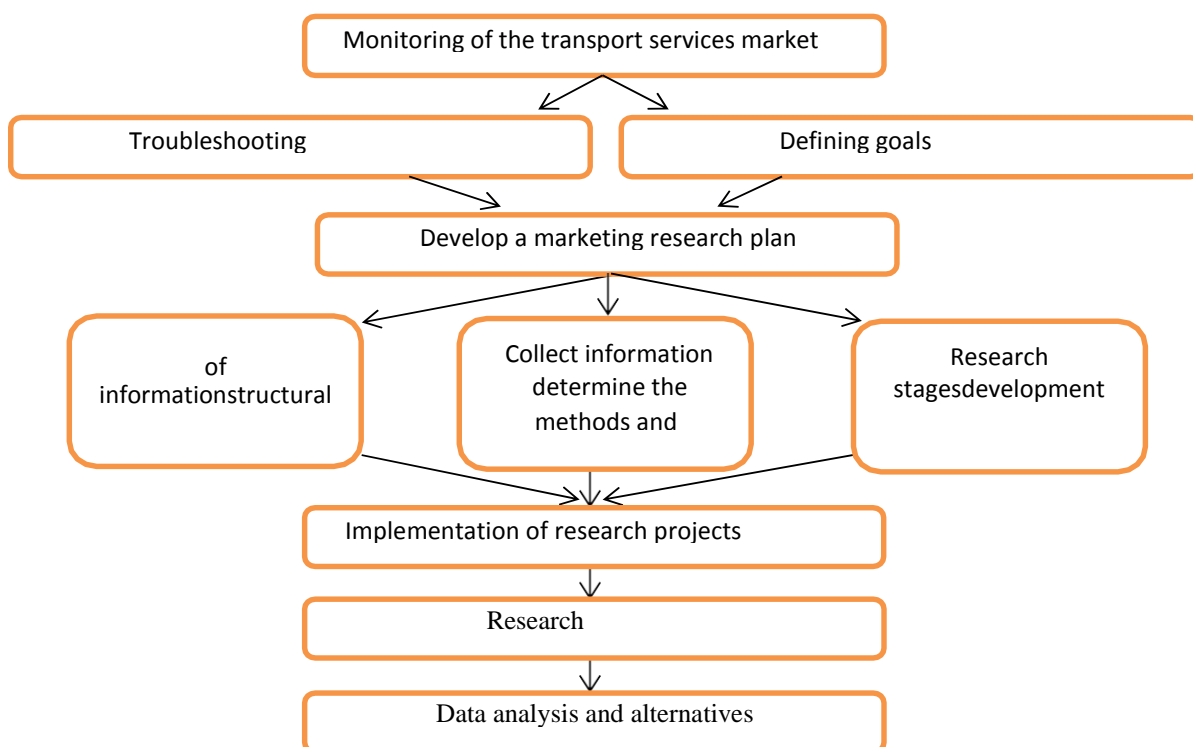 Monitoring of the transport services market
Troubleshooting
Defining goals
Develop a marketing research plan
of
informationstructural
Collect information
determine the
methods and
Research
stagesdevelopment
Implementation of research projects
Research
Data analysis and alternatives